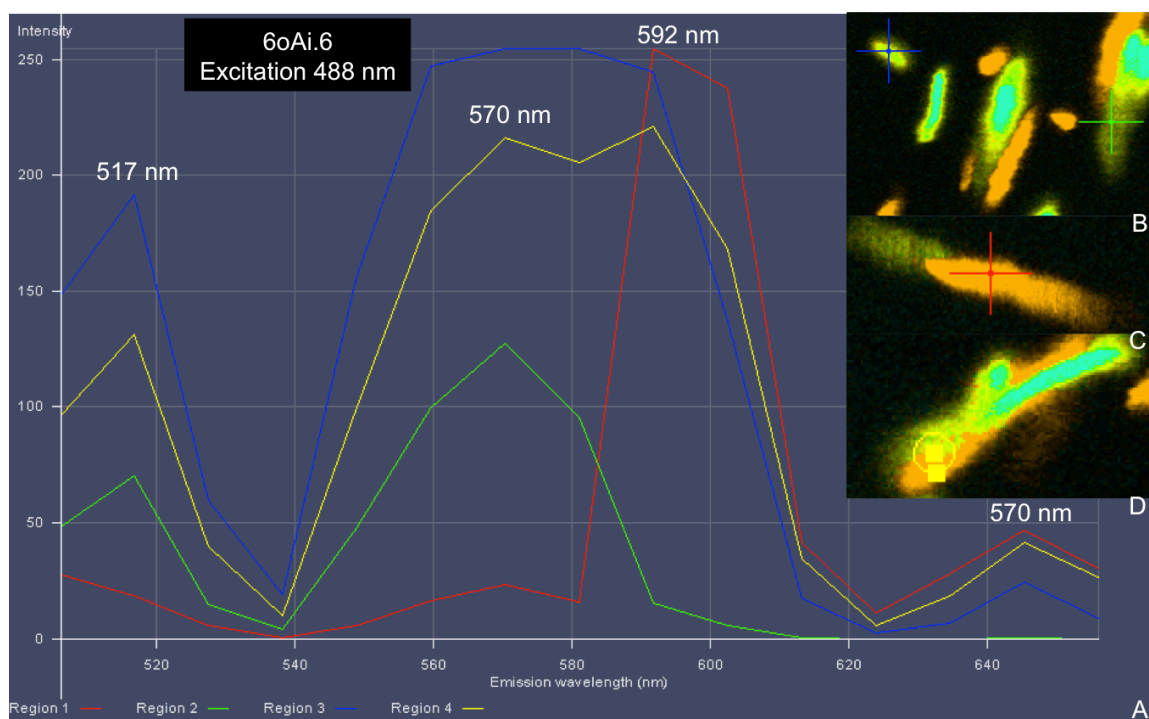 Intensity
6oAi.6
Excitation 488 nm
592 nm
570 nm
517 nm
570 nm
250
200
150
100
50
0
520
540
560
580
600
620
640
Emission wavelength (nm)
Region 1
Region 2
Region 3
Region 4
B
C
D
A